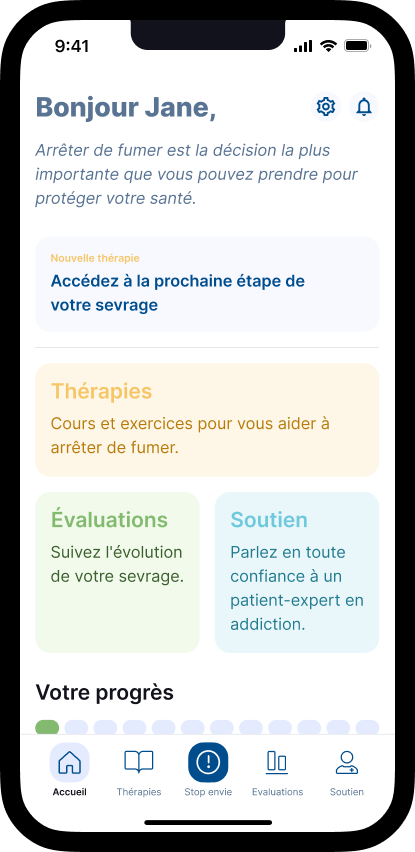 9:41
Bonjour Jane,
Arrêter de fumer est la décision la plus
importante que vous pouvez prendre pour
protéger votre santé.
Nouvelle thérapie
Accédez à la prochaine étape de
votre sevrage
Thérapies
Cours et exercices pour vous aider à
arrêter de fumer.
Évaluations
Suivez l'évolution
de votre sevrage.
Soutien
Parlez en toute
confiance à un
patient-expert en
addiction.
Votre progrès
Accueil
Thérapies
Stop envie
Evaluations
Soutien